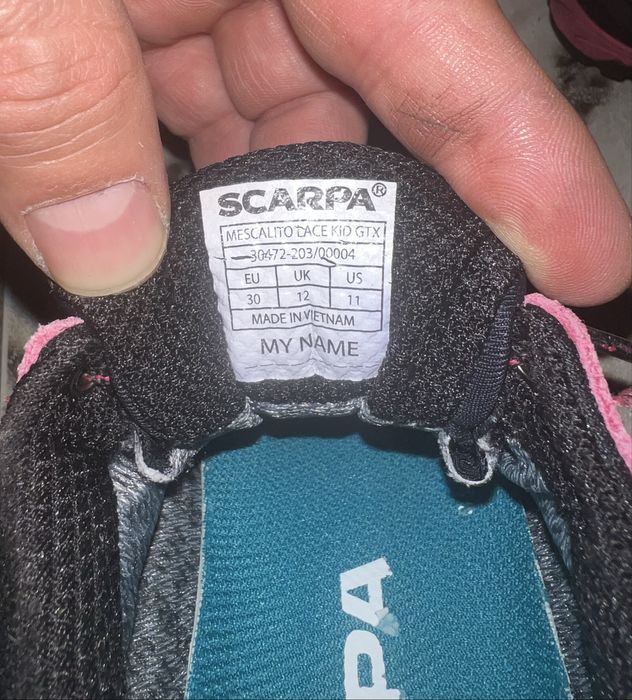 SCARPA®
MESCALITO LACE KID GTX
30472-203/00004
EU UK US
30 12 11
MADE IN VIETNAM
MY NAME
PA